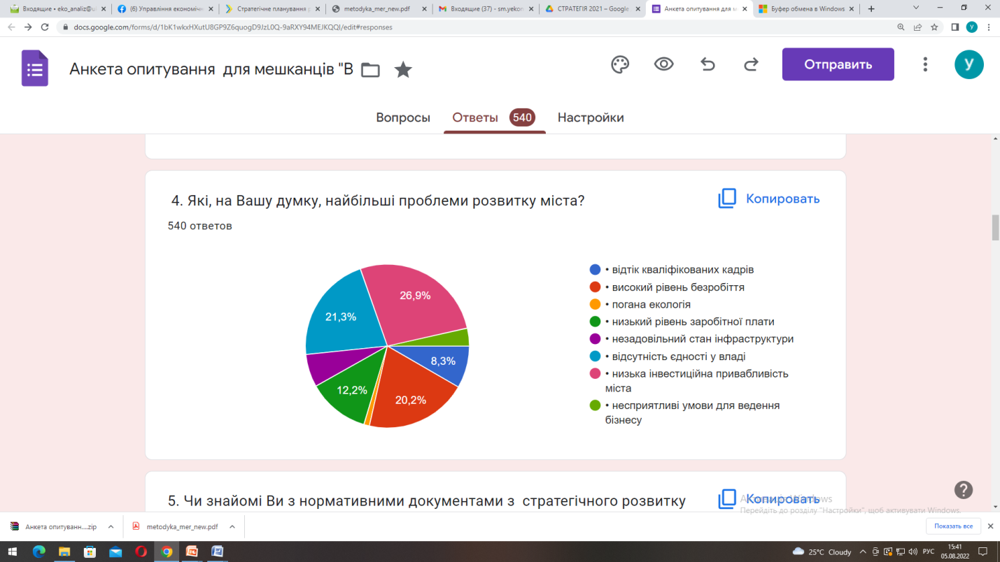 Входящие • eko_analiz@u
(6) Управління економічн
Стратегічне планування р
metodyka_mer_new.pdf
Входящие (37) - sm.yekon
СТРАТЕГІЯ 2021 – Google
Анкета опитування для м
Буфер обмена в Windows
docs.google.com/forms/d/1bK1wkxHXutU8GP9Z6quogD9JzL0Q-9aRXY94MEJKQQI/edit#responses
У
Анкета опитування для мешканців "В
Отправить
У
Вопросы
Ответы 540
Настройки
4. Які, на Вашу думку, найбільші проблеми розвитку міста?
Копировать
540 ответов
26,9%
21,3%
8,3%
12,2%
20,2%
• відтік кваліфікованих кадрів
• високий рівень безробіття
• погана екологія
• низький рівень заробітної плати
• незадовільний стан інфраструктури
• відсутність єдності у владі
• низька інвестиційна привабливість
міста
• несприятливі умови для ведення
бізнесу
5. Чи знайомі Ви з нормативними документами з стратегічного розвитку
Копировать
Перейдіть до розділу "Настройки", щоб активувати Windows.
Анкета опитуванн....zip
metodyka_mer_new.pdf
Показать все
25°C Cloudy
РУС
15:41
05.08.2022